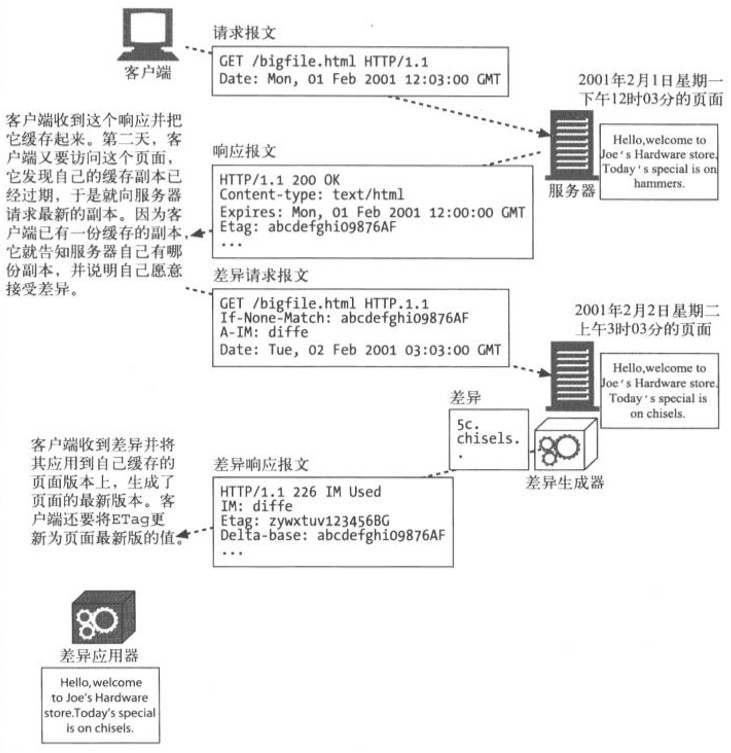 请求报文
GET /bigfile.html HTTP/1.1
Date: Mon, 01 Feb 2001 12:03:00 GMT
客户端
2001年2月1日星期一
下午12时03分的页面
Hello,welcome to
Joe's Hardware store.
Today's special is on
hammers.
服务器
客户端收到这个响应并把
它缓存起来。第二天，客
户端又要访问这个页面，
它发现自己的缓存副本已
经过期，于是就向服务器
请求最新的副本。因为客
户端已有一份缓存的副本，
它就告知服务器自己有哪
份副本，并说明自己愿意
接受差异。
响应报文
HTTP/1.1 200 OK
Content-type: text/html
Expires: Mon, 01 Feb 2001 12:00:00 GMT
Etag: abcdefghi09876AF
...
差异请求报文
GET /bigfile.html HTTP.1.1
If-None-Match: abcdefghi09876AF
A-IM: diffe
Date: Tue, 02 Feb 2001 03:03:00 GMT
2001年2月2日星期二
上午3时03分的页面
Hello,welcome to
Joe's Hardware store.
Today's special is
on chisels.
差异
5c.
chisels.
.
差异生成器
客户端收到差异并将
其应用到自己缓存的
页面版本上，生成了
页面的最新版本。客
户端还要将ETag更
新为页面最新版的值。
差异响应报文
HTTP/1.1 226 IM Used
IM: diffe
Etag: zywxtuv123456BG
Delta-base: abcdefghi09876AF
...
差异应用器
Hello,welcome
to Joe's Hardware
store.Today's special
is on chisels.